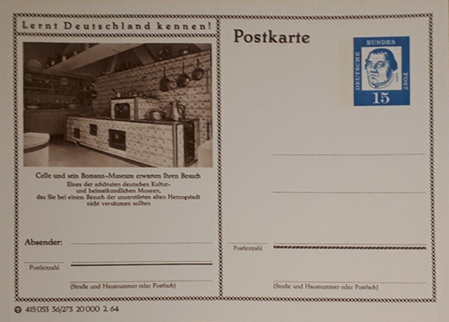 Lernt Deutschland kennen!
Celle und sein Bomann-Museum erwarten Ihren Besuch
Eines der schönsten deutschen Kultur-
und heimatkundlichen Museen,
das Sie bei einem Besuch der unzerstörten alten Herzogstadt
nicht versäumen sollten
Absender:
Postleitzahl
(Straße und Hausnummer oder Postfach)
415 053 36/273 20 000 2. 64
Postkarte
DEUTSCHE
BUNDES
POST
15
Postleitzahl
(Straße und Hausnummer oder Postfach)